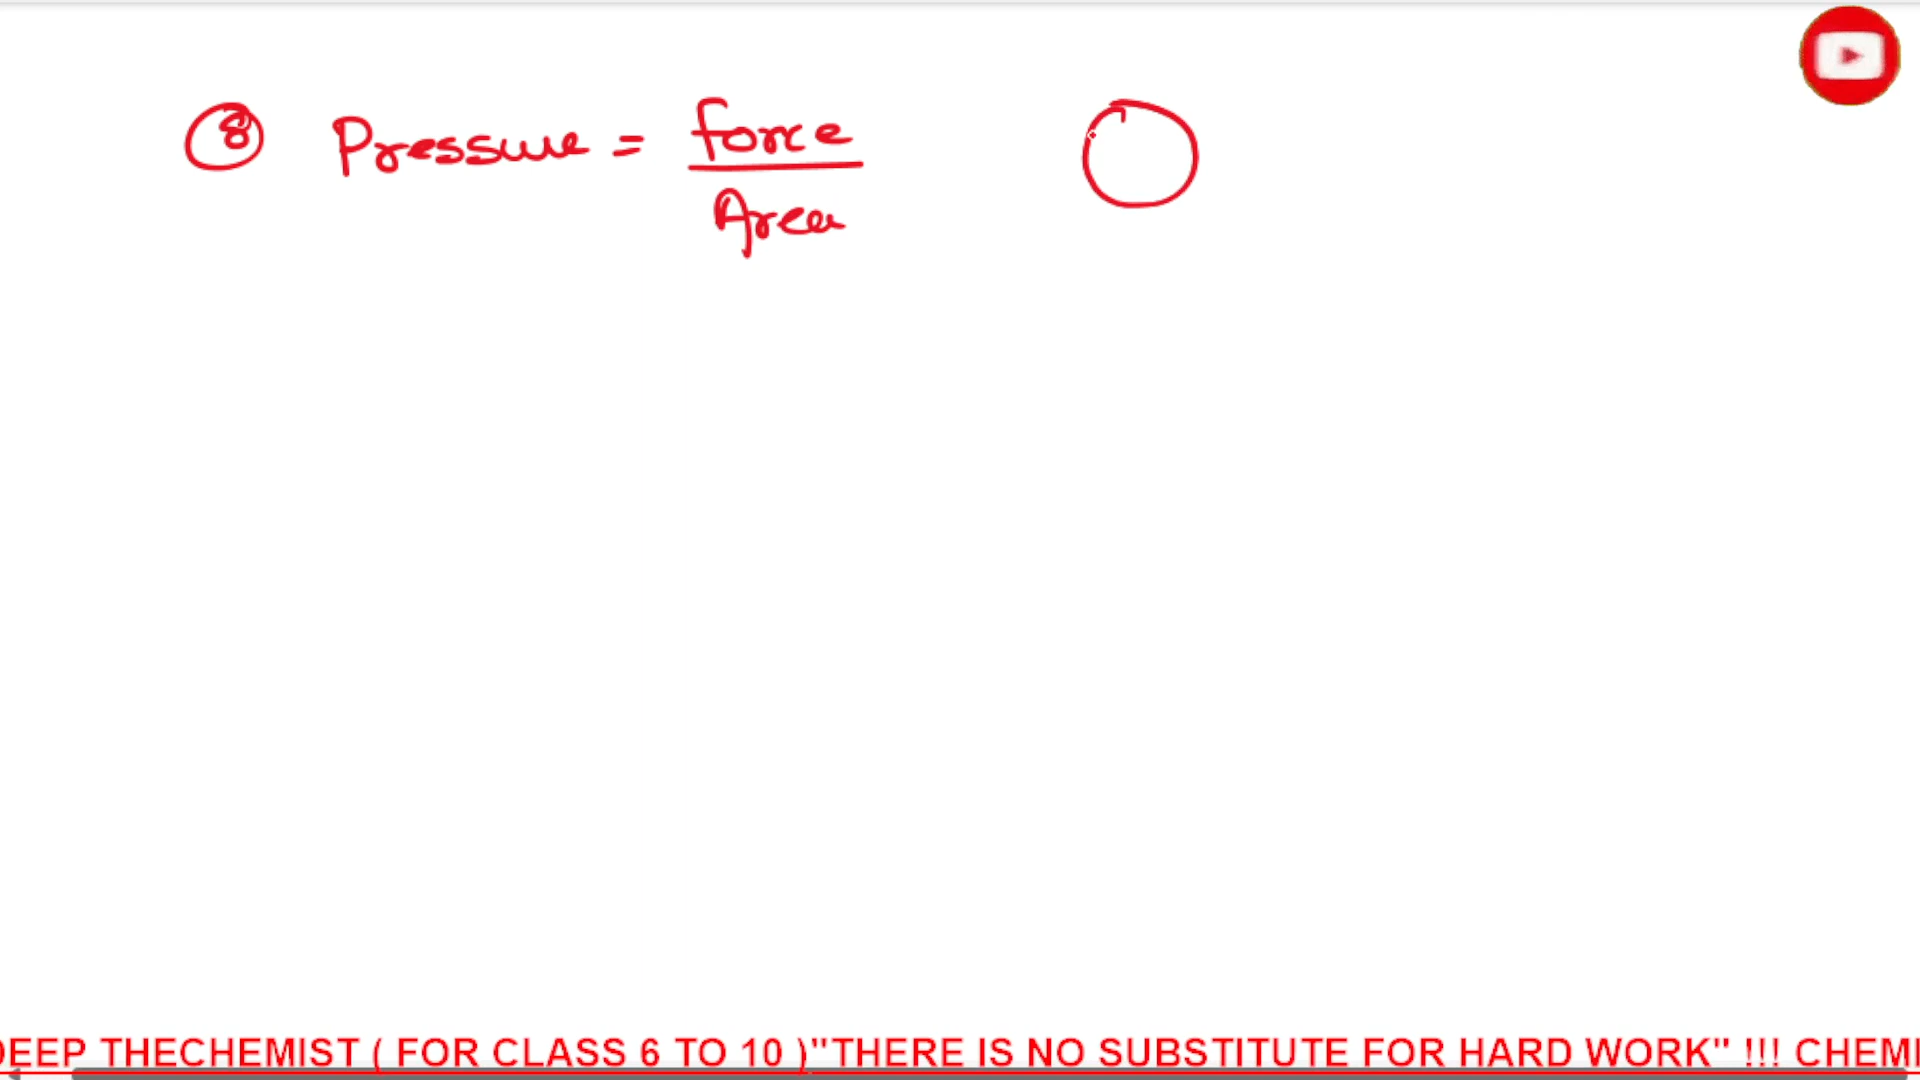 8 Pressure = force
Area
DEEP THECHEMIST ( FOR CLASS 6 TO 10 )"THERE IS NO SUBSTITUTE FOR HARD WORK" !!! CHEMI